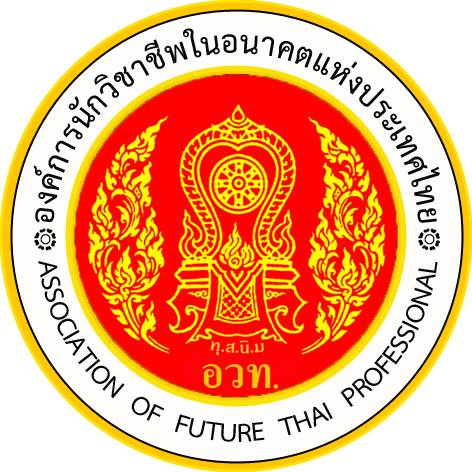 องค์การนักวิชาชีพในอนาคตแห่งประเทศไทย
ทุ.ส.นิ.ม
อวท.
ASSOCIATION OF FUTURE THAI PROFESSIONAL